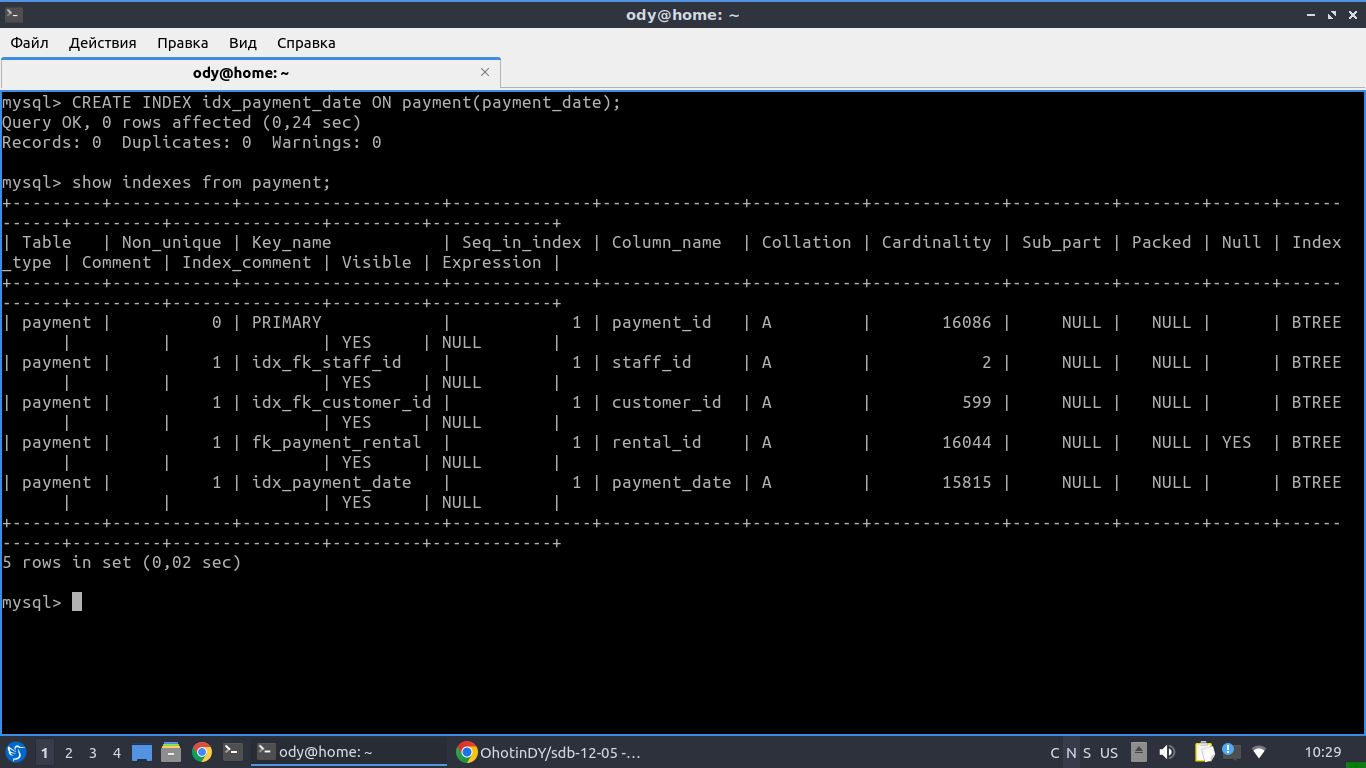 ody@home: ~
Файл Действия Правка Вид Справка
ody@home: ~
mysql> CREATE INDEX idx_payment_date ON payment(payment_date);
Query OK, 0 rows affected (0,24 sec)
Records: 0  Duplicates: 0  Warnings: 0
mysql> show indexes from payment;
+---------+------------+---------------------+--------------+--------------+-----------+-------------+----------+--------+------+------
------+---------+---------------+---------+------------+
| Table   | Non_unique | Key_name            | Seq_in_index | Column_name  | Collation | Cardinality | Sub_part | Packed | Null | Index
_type | Comment | Index_comment | Visible | Expression |
+---------+------------+---------------------+--------------+--------------+-----------+-------------+----------+--------+------+------
------+---------+---------------+---------+------------+
| payment |          0 | PRIMARY            |            1 | payment_id   | A         |       16086 |     NULL |   NULL |      | BTREE
      |         |               | YES     | NULL       |
| payment |          1 | idx_fk_staff_id    |            1 | staff_id     | A         |           2 |     NULL |   NULL |      | BTREE
      |         |               | YES     | NULL       |
| payment |          1 | idx_fk_customer_id |            1 | customer_id  | A         |         599 |     NULL |   NULL |      | BTREE
      |         |               | YES     | NULL       |
| payment |          1 | fk_payment_rental  |            1 | rental_id    | A         |       16044 |     NULL |   NULL | YES  | BTREE
      |         |               | YES     | NULL       |
| payment |          1 | idx_payment_date   |            1 | payment_date | A         |       15815 |     NULL |   NULL |      | BTREE
      |         |               | YES     | NULL       |
+---------+------------+---------------------+--------------+--------------+-----------+-------------+----------+--------+------+------
------+---------+---------------+---------+------------+
5 rows in set (0,02 sec)
mysql>
1 2 3 4 ody@home: ~ OhotinDY/sdb-12-05 -... C N S US 10:29